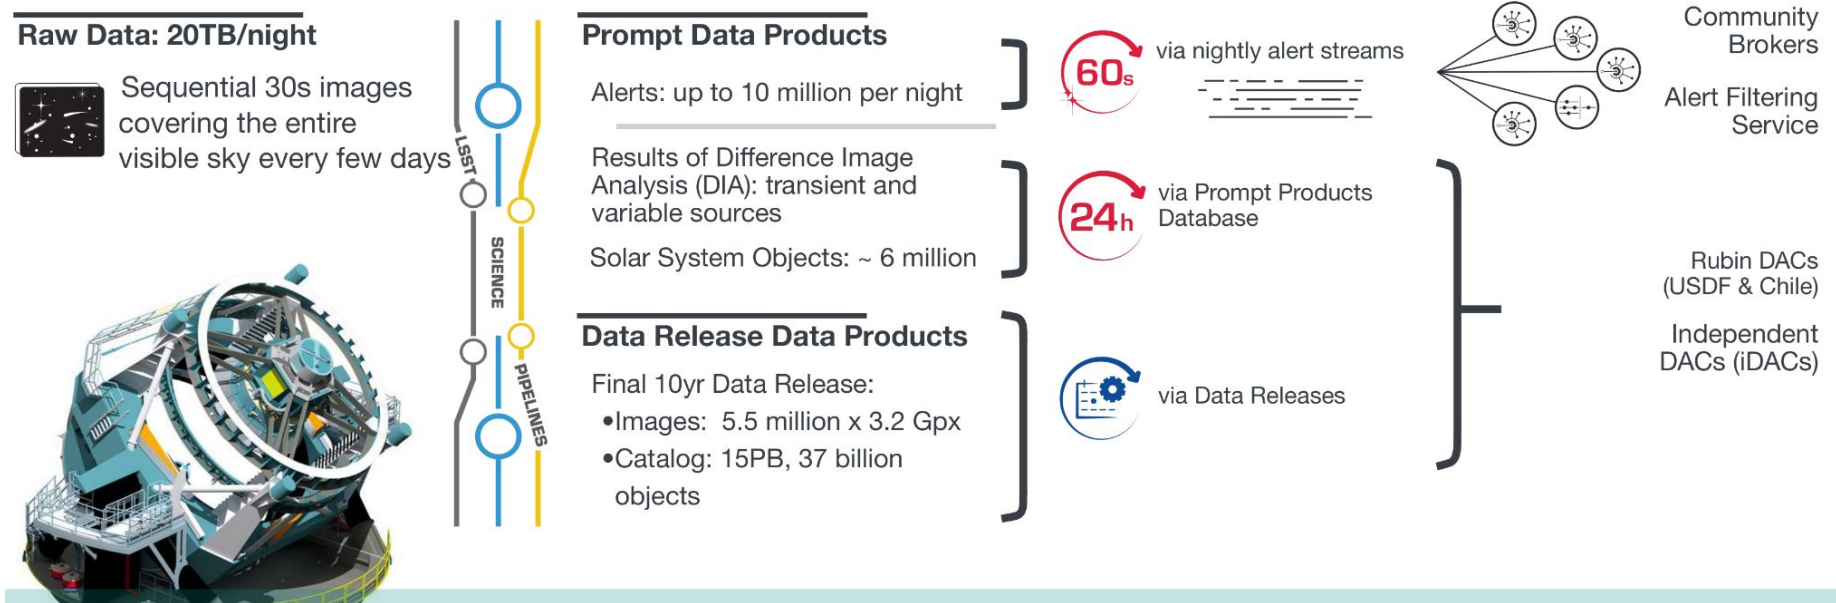 Raw Data: 20TB/night
Sequential 30s images
covering the entire
visible sky every few days
LSST
SCIENCE
PIPELINES
Prompt Data Products
Alerts: up to 10 million per night
Results of Difference Image
Analysis (DIA): transient and
variable sources
Solar System Objects: ~ 6 million
Data Release Data Products
Final 10yr Data Release:
•Images: 5.5 million x 3.2 Gpx
•Catalog: 15PB, 37 billion
objects
60s
via nightly alert streams
24h
via Prompt Products
Database
via Data Releases
Community
Brokers
Alert Filtering
Service
Rubin DACs
(USDF & Chile)
Independent
DACs (iDACs)